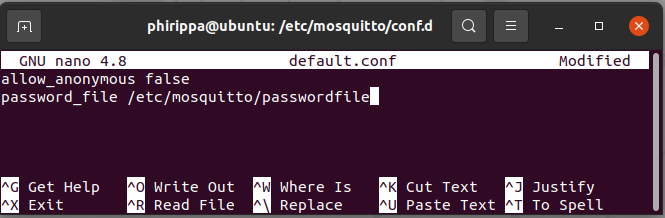 phirippa@ubuntu: /etc/mosquitto/conf.d
GNU nano 4.8 default.conf Modified
allow_anonymous false
password_file /etc/mosquitto/passwordfile
^G Get Help ^O Write Out ^W Where Is ^K Cut Text ^J Justify
^X Exit ^R Read File ^\ Replace ^U Paste Text ^T To Spell